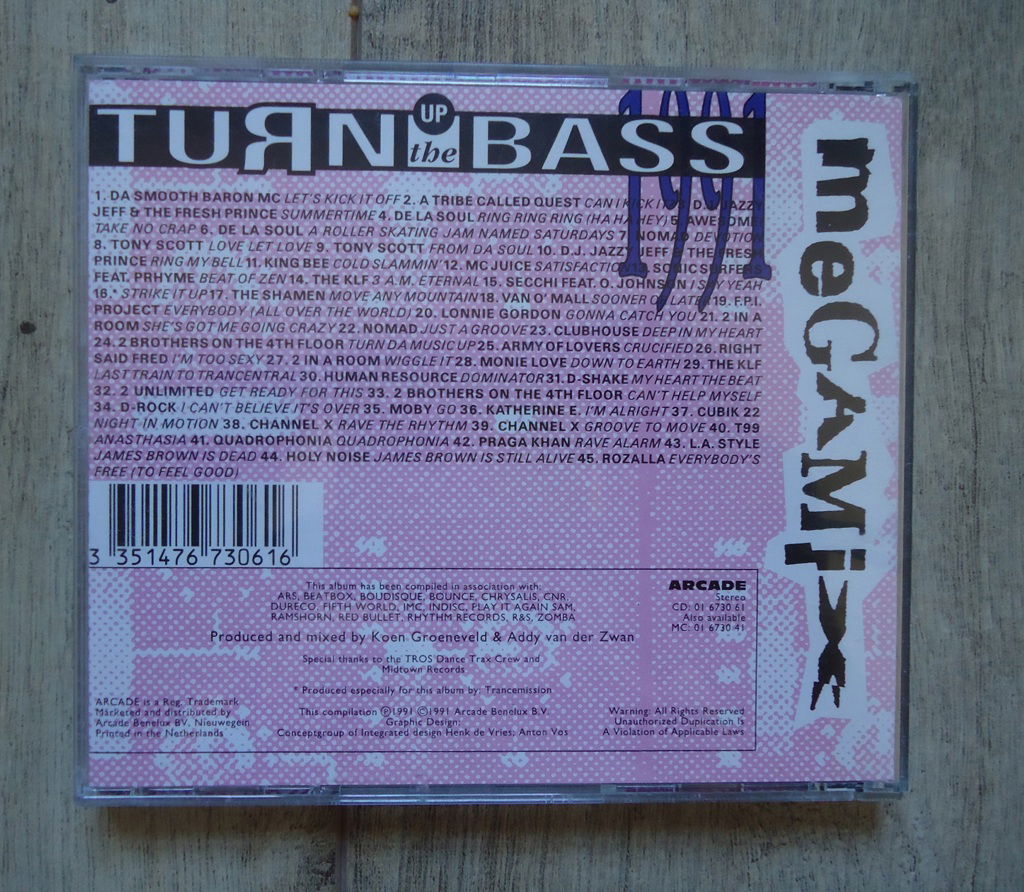 TURN UP the BASS
1991
meGAMix
1. DA SMOOTH BARON MC LET'S KICK IT OFF 2. A TRIBE CALLED QUEST CAN I KICK IT 3. D.J. JAZZY
JEFF & THE FRESH PRINCE SUMMERTIME 4. DE LA SOUL RING RING RING (HA HA HEY) 5. AWESOME
TAKE NO CRAP 6. DE LA SOUL A ROLLER SKATING JAM NAMED SATURDAYS 7. NOMAD DEVOTION
8. TONY SCOTT LOVE LET LOVE 9. TONY SCOTT FROM DA SOUL 10. D.J. JAZZY JEFF & THE FRESH
PRINCE RING MY BELL 11. KING BEE COLD SLAMMIN' 12. MC JUICE SATISFACTION 13. SONIC SURFERS
FEAT. PRHYME BEAT OF ZEN 14. THE KLF 3 A.M. ETERNAL 15. SECCHI FEAT. O. JOHNSON I SAY YEAH
16.* STRIKE IT UP 17. THE SHAMEN MOVE ANY MOUNTAIN 18. VAN O' MALL SOONER O' LATER 19. F.P.I.
PROJECT EVERYBODY (ALL OVER THE WORLD) 20. LONNIE GORDON GONNA CATCH YOU 21. 2 IN A
ROOM SHE'S GOT ME GOING CRAZY 22. NOMAD JUST A GROOVE 23. CLUBHOUSE DEEP IN MY HEART
24. 2 BROTHERS ON THE 4TH FLOOR TURN DA MUSIC UP 25. ARMY OF LOVERS CRUCIFIED 26. RIGHT
SAID FRED I'M TOO SEXY 27. 2 IN A ROOM WIGGLE IT 28. MONIE LOVE DOWN TO EARTH 29. THE KLF
LAST TRAIN TO TRANCENTRAL 30. HUMAN RESOURCE DOMINATOR 31. D-SHAKE MY HEART THE BEAT
32. 2 UNLIMITED GET READY FOR THIS 33. 2 BROTHERS ON THE 4TH FLOOR CAN'T HELP MYSELF
34. D-ROCK I CAN'T BELIEVE IT'S OVER 35. MOBY GO 36. KATHERINE E. I'M ALRIGHT 37. CUBIK 22
NIGHT IN MOTION 38. CHANNEL X RAVE THE RHYTHM 39. CHANNEL X GROOVE TO MOVE 40. T99
ANASTHASIA 41. QUADROPHONIA QUADROPHONIA 42. PRAGA KHAN RAVE ALARM 43. L.A. STYLE
JAMES BROWN IS DEAD 44. HOLY NOISE JAMES BROWN IS STILL ALIVE 45. ROZALLA EVERYBODY'S
FREE (TO FEEL GOOD)
3 351476 730616
This album has been compiled in association with:
ARS, BEATBOX, BOUDISQUE, BOUNCE, CHRYSALIS, CNR,
DURECO, FIFTH WORLD, IMC, INDISC, PLAY IT AGAIN SAM,
RAMSHORN, RED BULLET, RHYTHM RECORDS, R&S, ZOMBA
Produced and mixed by Koen Groeneveld & Addy van der Zwan
Special thanks to the TROS Dance Trax Crew and
Midtown Records
* Produced especially for this album by: Trancemission
This compilation Ⓟ1991 ©1991 Arcade Benelux B.V.
Graphic Design:
Conceptgroup of Integrated design Henk de Vries; Anton Vos
ARCADE
Stereo
CD: 01 6730 61
Also available
MC: 01 6730 41
ARCADE is a Reg. Trademark
Marketed and distributed by
Arcade Benelux BV. Nieuwegein
Printed in the Netherlands
Warning: All Rights Reserved
Unauthorized Duplication Is
A Violation of Applicable Laws